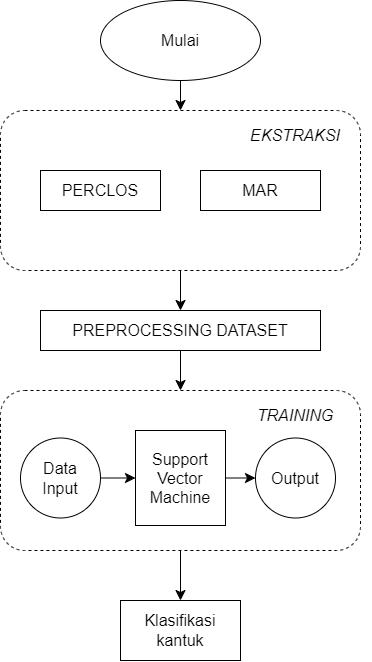 Mulai
EKSTRAKSI
PERCLOS
MAR
PREPROCESSING DATASET
TRAINING
Data
Input
Support
Vector
Machine
Output
Klasifikasi
kantuk